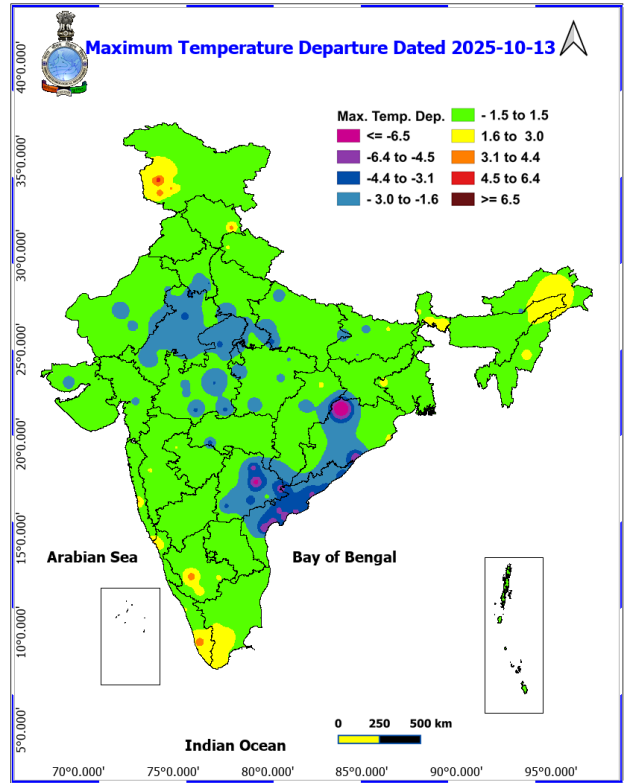 Maximum Temperature Departure Dated 2025-10-13
Max. Temp. Dep.
<= -6.5
-6.4 to -4.5
-4.4 to -3.1
- 3.0 to -1.6
- 1.5 to 1.5
1.6 to 3.0
3.1 to 4.4
4.5 to 6.4
>= 6.5
40°0.000'
35°0.000'
30°0.000'
25°0.000'
20°0.000'
15°0.000'
10°0.000'
5°0.000'
Arabian Sea
Bay of Bengal
Indian Ocean
0 250 500 km
70°0.000' 75°0.000' 80°0.000' 85°0.000' 90°0.000' 95°0.000'